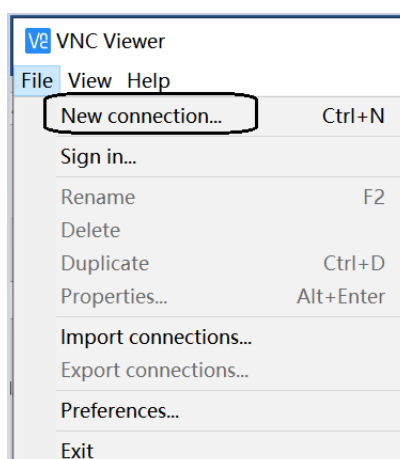 V2 VNC Viewer
File View Help
New connection... Ctrl+N
Sign in...
Rename F2
Delete
Duplicate Ctrl+D
Properties... Alt+Enter
Import connections...
Export connections...
Preferences...
Exit